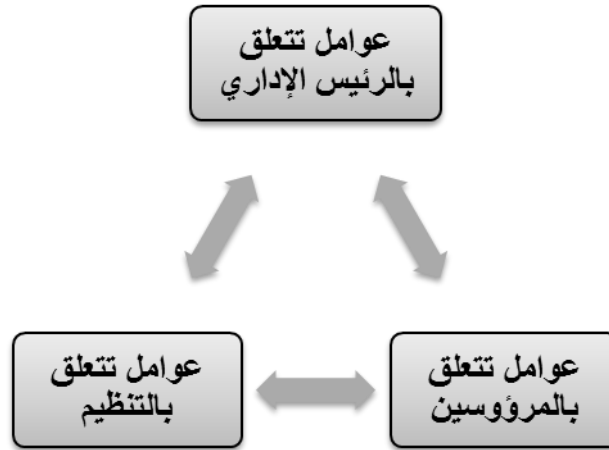 عوامل تتعلق
بالرئيس الإداري
عوامل تتعلق
بالمرؤوسين
عوامل تتعلق
بالتنظيم